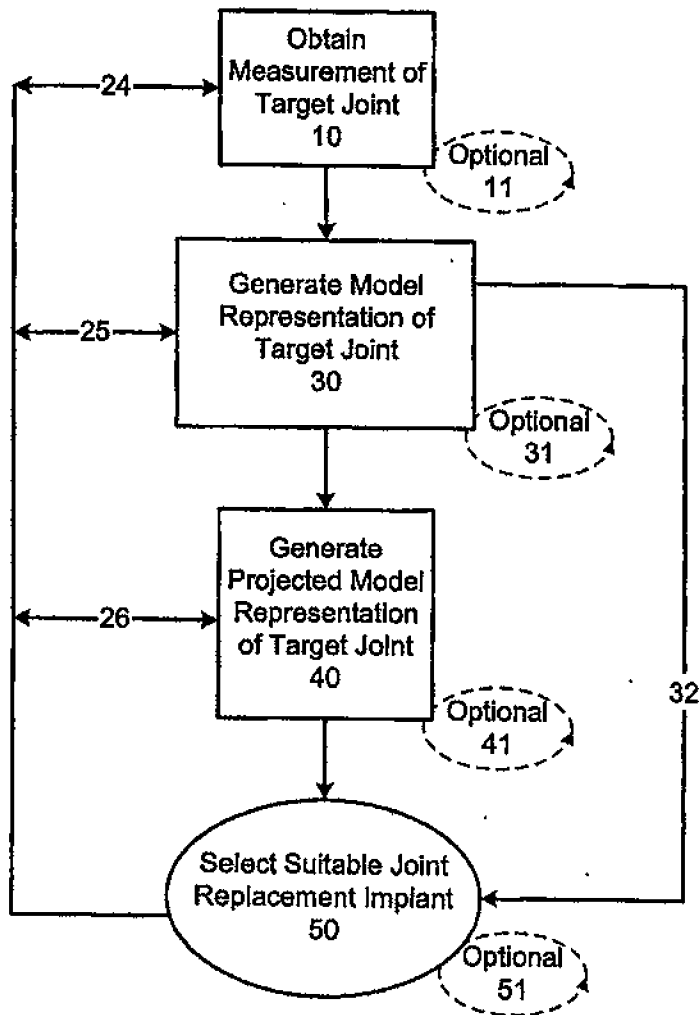 Obtain
Measurement of
Target Joint
10
24
Optional
11
Generate Model
Representation of
Target Joint
30
25
Optional
31
Generate
Projected Model
Representation
of Target Joint
40
26
32
Optional
41
Select Suitable Joint
Replacement Implant
50
Optional
51